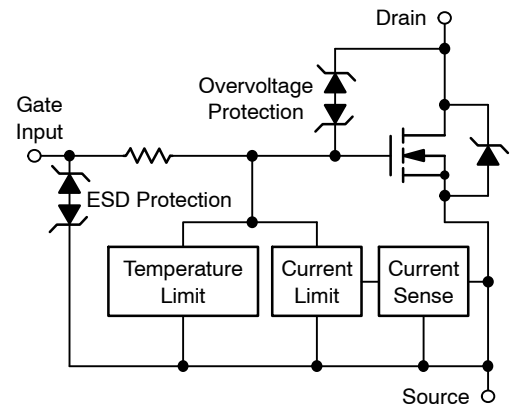 Drain
Overvoltage
Protection
Gate
Input
ESD Protection
Temperature
Limit
Current
Limit
Current
Sense
Source